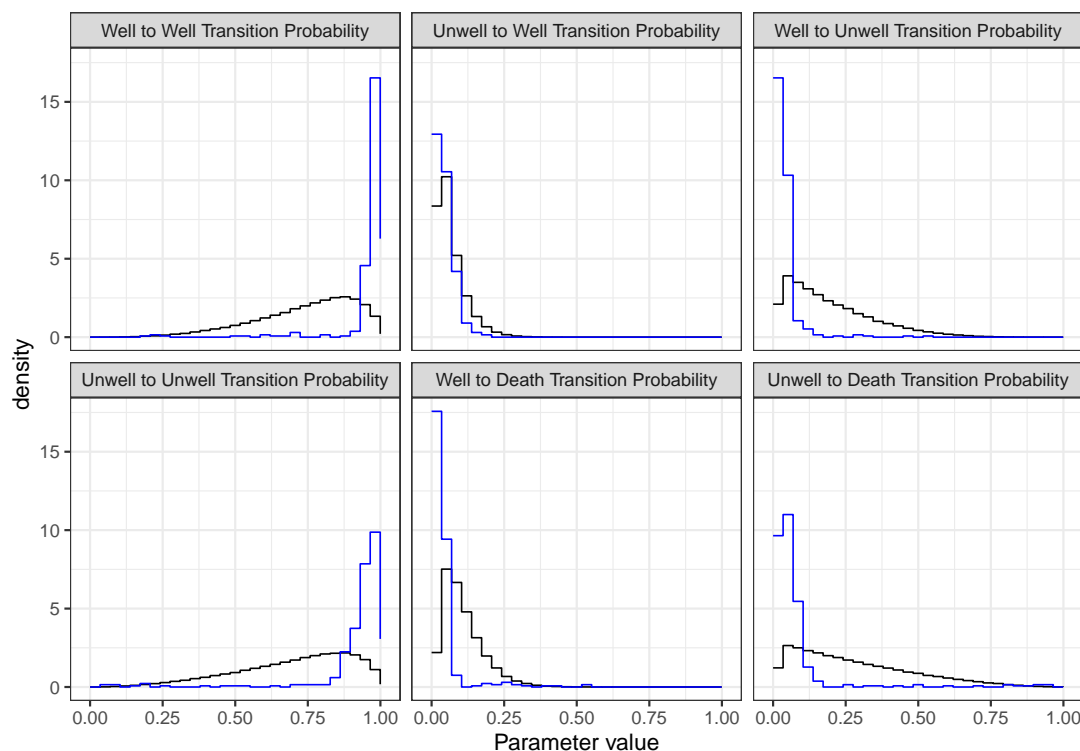 Well to Well Transition Probability
Unwell to Well Transition Probability
Well to Unwell Transition Probability
15
10
5
0
Unwell to Unwell Transition Probability
Well to Death Transition Probability
Unwell to Death Transition Probability
density
15
10
5
0
0.00 0.25 0.50 0.75 1.00
0.00 0.25 0.50 0.75 1.00
0.00 0.25 0.50 0.75 1.00
Parameter value